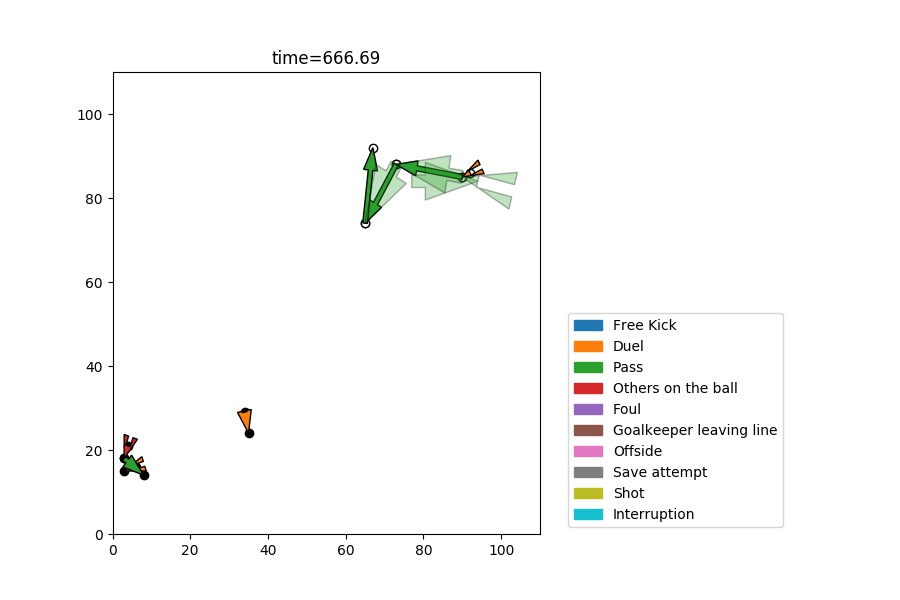 time=666.69
100
80
60
40
20
0
0 20 40 60 80 100
Free Kick
Duel
Pass
Others on the ball
Foul
Goalkeeper leaving line
Offside
Save attempt
Shot
Interruption